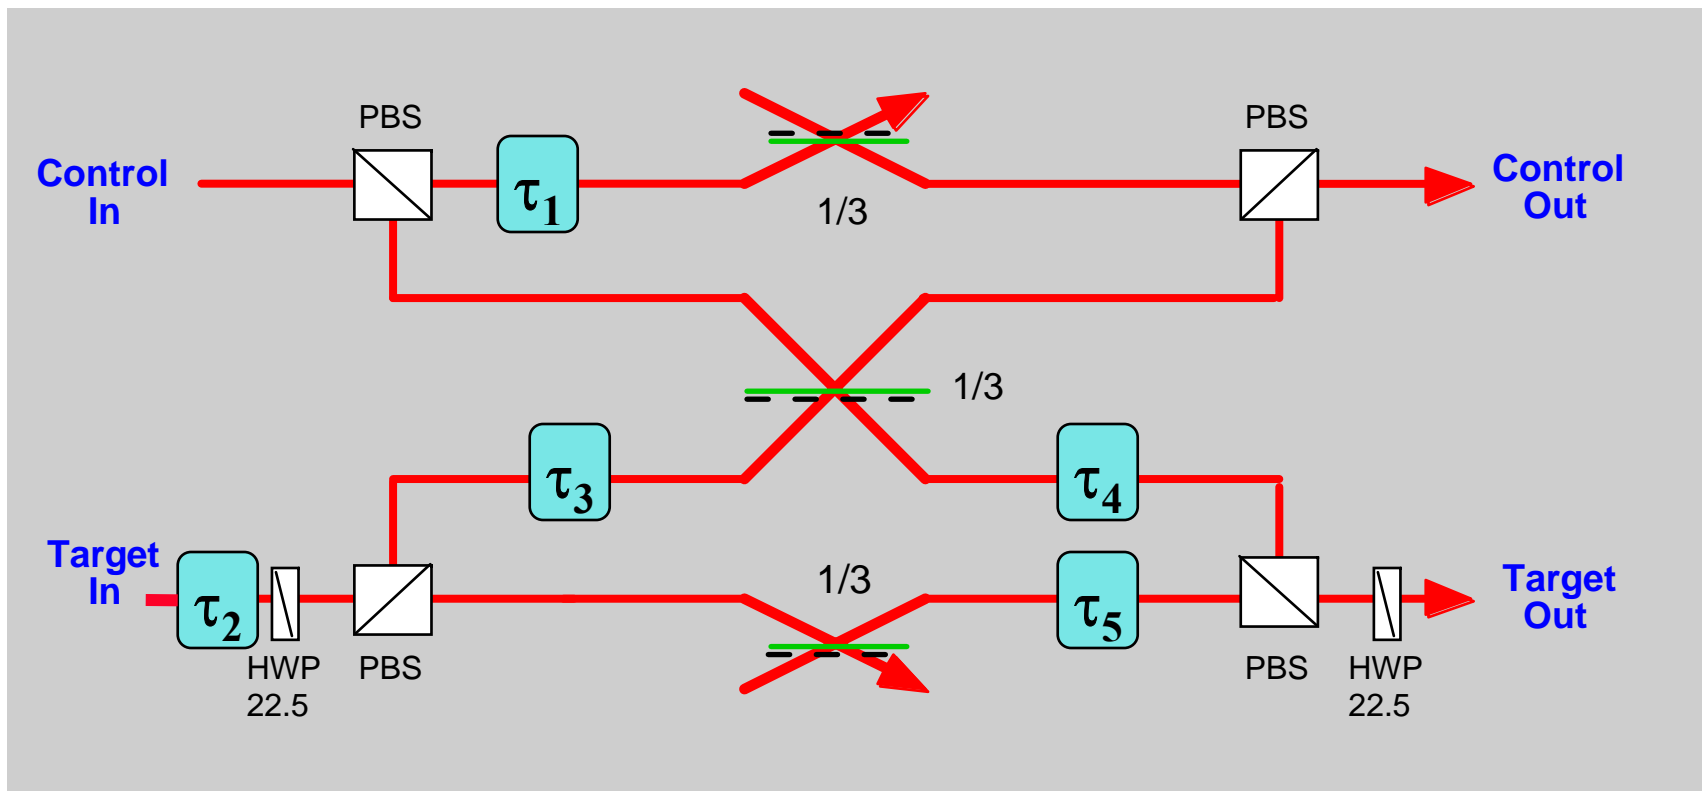 PBS
PBS
Control
In
τ1
Control
Out
1/3
1/3
τ3
τ4
Target
In
τ2
1/3
τ5
Target
Out
HWP
22.5
PBS
PBS
HWP
22.5